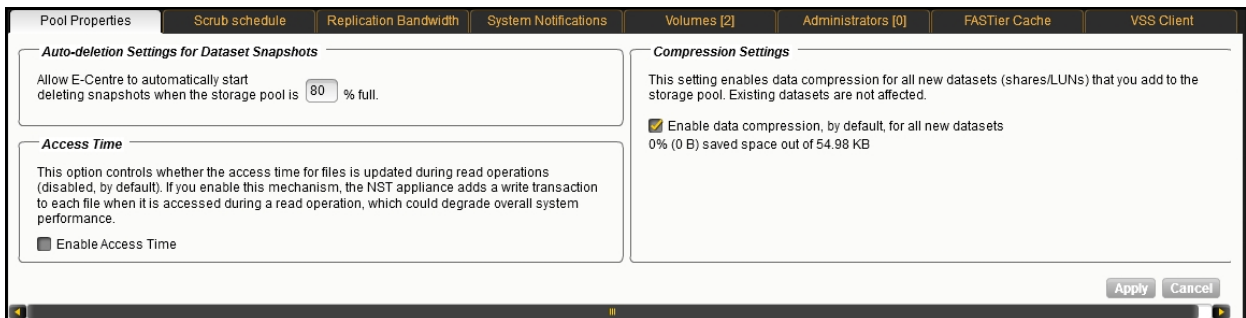 Pool Properties
Scrub schedule
Replication Bandwidth
System Notifications
Volumes [2]
Administrators [0]
FASTier Cache
VSS Client
Auto-deletion Settings for Dataset Snapshots
Allow E-Centre to automatically start
deleting snapshots when the storage pool is 80 % full.
Access Time
This option controls whether the access time for files is updated during read operations
(disabled, by default). If you enable this mechanism, the NST appliance adds a write transaction
to each file when it is accessed during a read operation, which could degrade overall system
performance.
Enable Access Time
Compression Settings
This setting enables data compression for all new datasets (shares/LUNs) that you add to the
storage pool. Existing datasets are not affected.
Enable data compression, by default, for all new datasets
0% (0 B) saved space out of 54.98 KB
Apply
Cancel